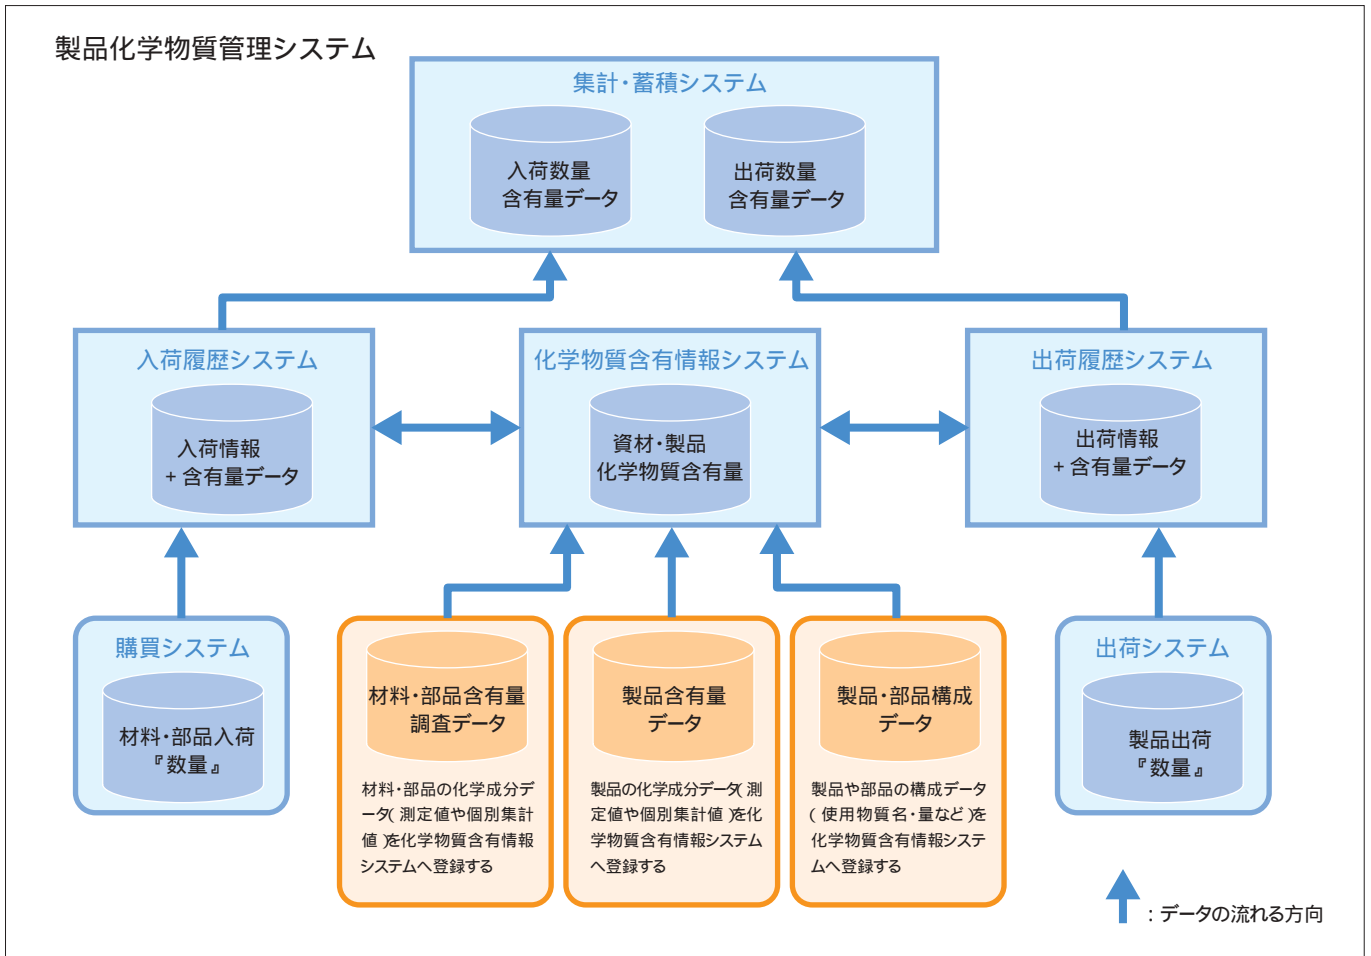 製品化学物質管理システム
集計・蓄積システム
入荷数量
含有量データ
出荷数量
含有量データ
入荷履歴システム
入荷情報
+ 含有量データ
化学物質含有情報システム
資材・製品
化学物質含有量
出荷履歴システム
出荷情報
+ 含有量データ
購買システム
材料・部品入荷
『数量』
材料・部品含有量
調査データ
材料・部品の化学成分デ
ータ(測定値や個別集計
値)を化学物質含有情報
システムへ登録する
製品含有量
データ
製品の化学成分データ(測
定値や個別集計値)を化
学物質含有情報システム
へ登録する
製品・部品構成
データ
製品や部品の構成データ
(使用物質名・量など)を
化学物質含有情報システ
ムへ登録する
出荷システム
製品出荷
『数量』
:データの流れる方向